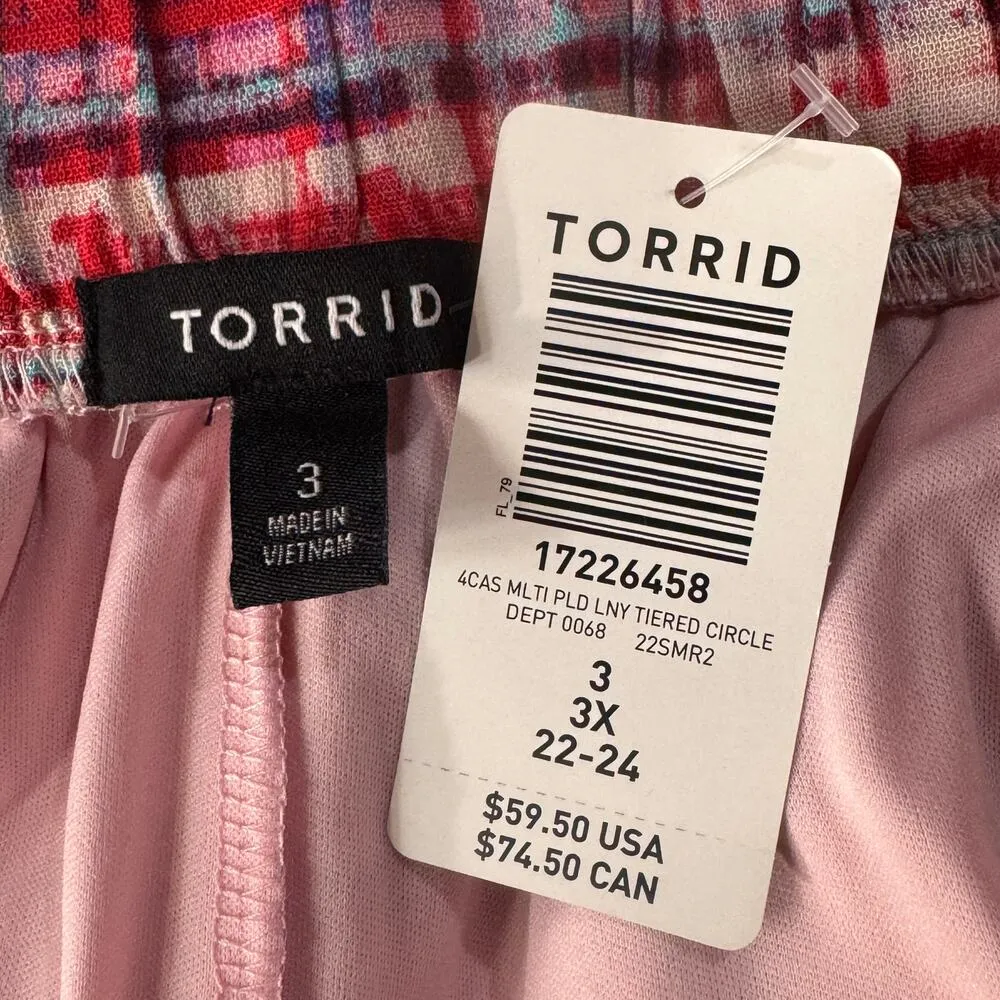 TORRID
3
MADE IN
VIETNAM
TORRID
FL_79
17226458
4CAS MLTI PLD LNY TIERED CIRCLE
DEPT 0068 22SMR2
3
3X
22-24
$59.50 USA
$74.50 CAN